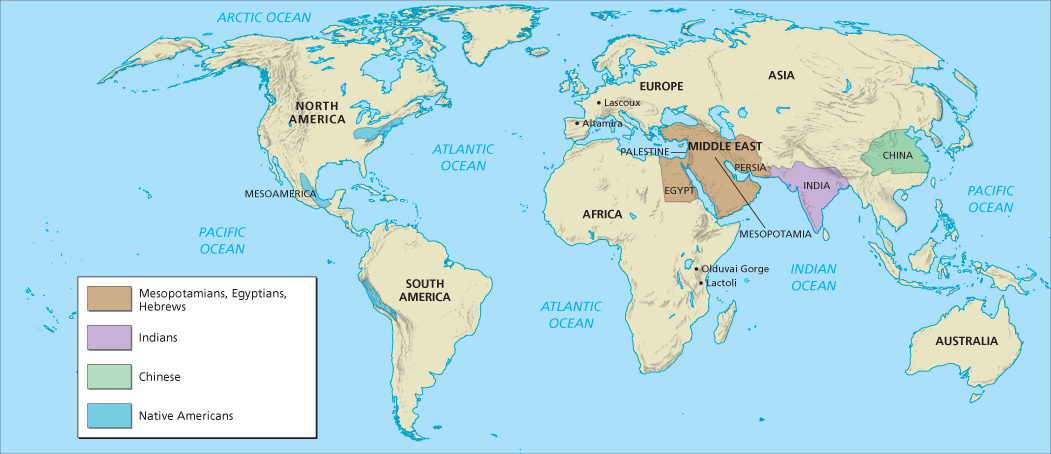 ARCTIC OCEAN
ASIA
EUROPE
NORTH
AMERICA
Lascoux
Altamira
ATLANTIC
OCEAN
PALESTINE
MIDDLE EAST
CHINA
PERSIA
INDIA
EGYPT
MESOAMERICA
PACIFIC
OCEAN
AFRICA
MESOPOTAMIA
PACIFIC
OCEAN
Olduvai Gorge
Lactoli
INDIAN
OCEAN
SOUTH
AMERICA
ATLANTIC
OCEAN
AUSTRALIA
Mesopotamians, Egyptians,
Hebrews
Indians
Chinese
Native Americans